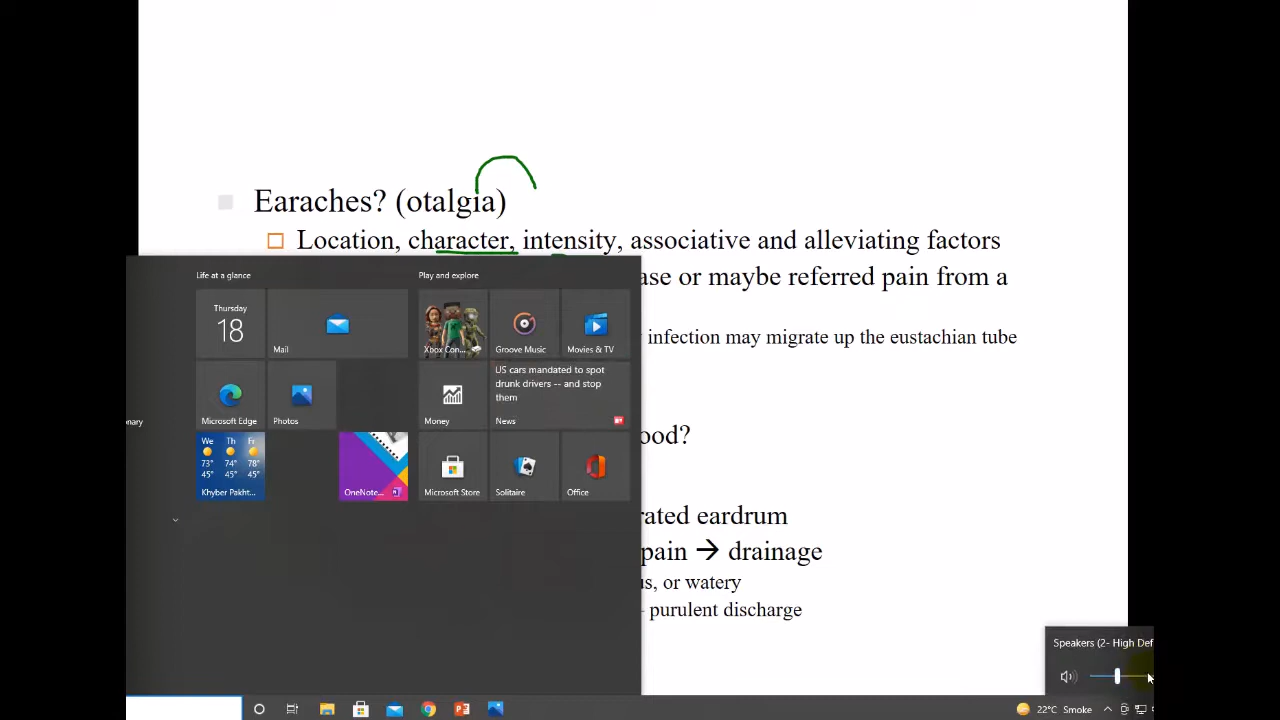 Earaches? (otalgia)
Location, character, intensity, associative and alleviating factors
ase or maybe referred pain from a
infection may migrate up the eustachian tube
ood?
rated eardrum
pain → drainage
us, or watery
purulent discharge
Life at a glance
Play and explore
Thursday
18
Mail
Xbox Con...
Groove Music
Movies & TV
Microsoft Edge
Photos
Money
US cars mandated to spot
drunk drivers -- and stop
them
News
onary
We Th Fr
73° 74° 78°
45° 45° 45°
Khyber Pakht...
OneNote...
Microsoft Store
Solitaire
Office
Speakers (2- High Def
22°C Smoke